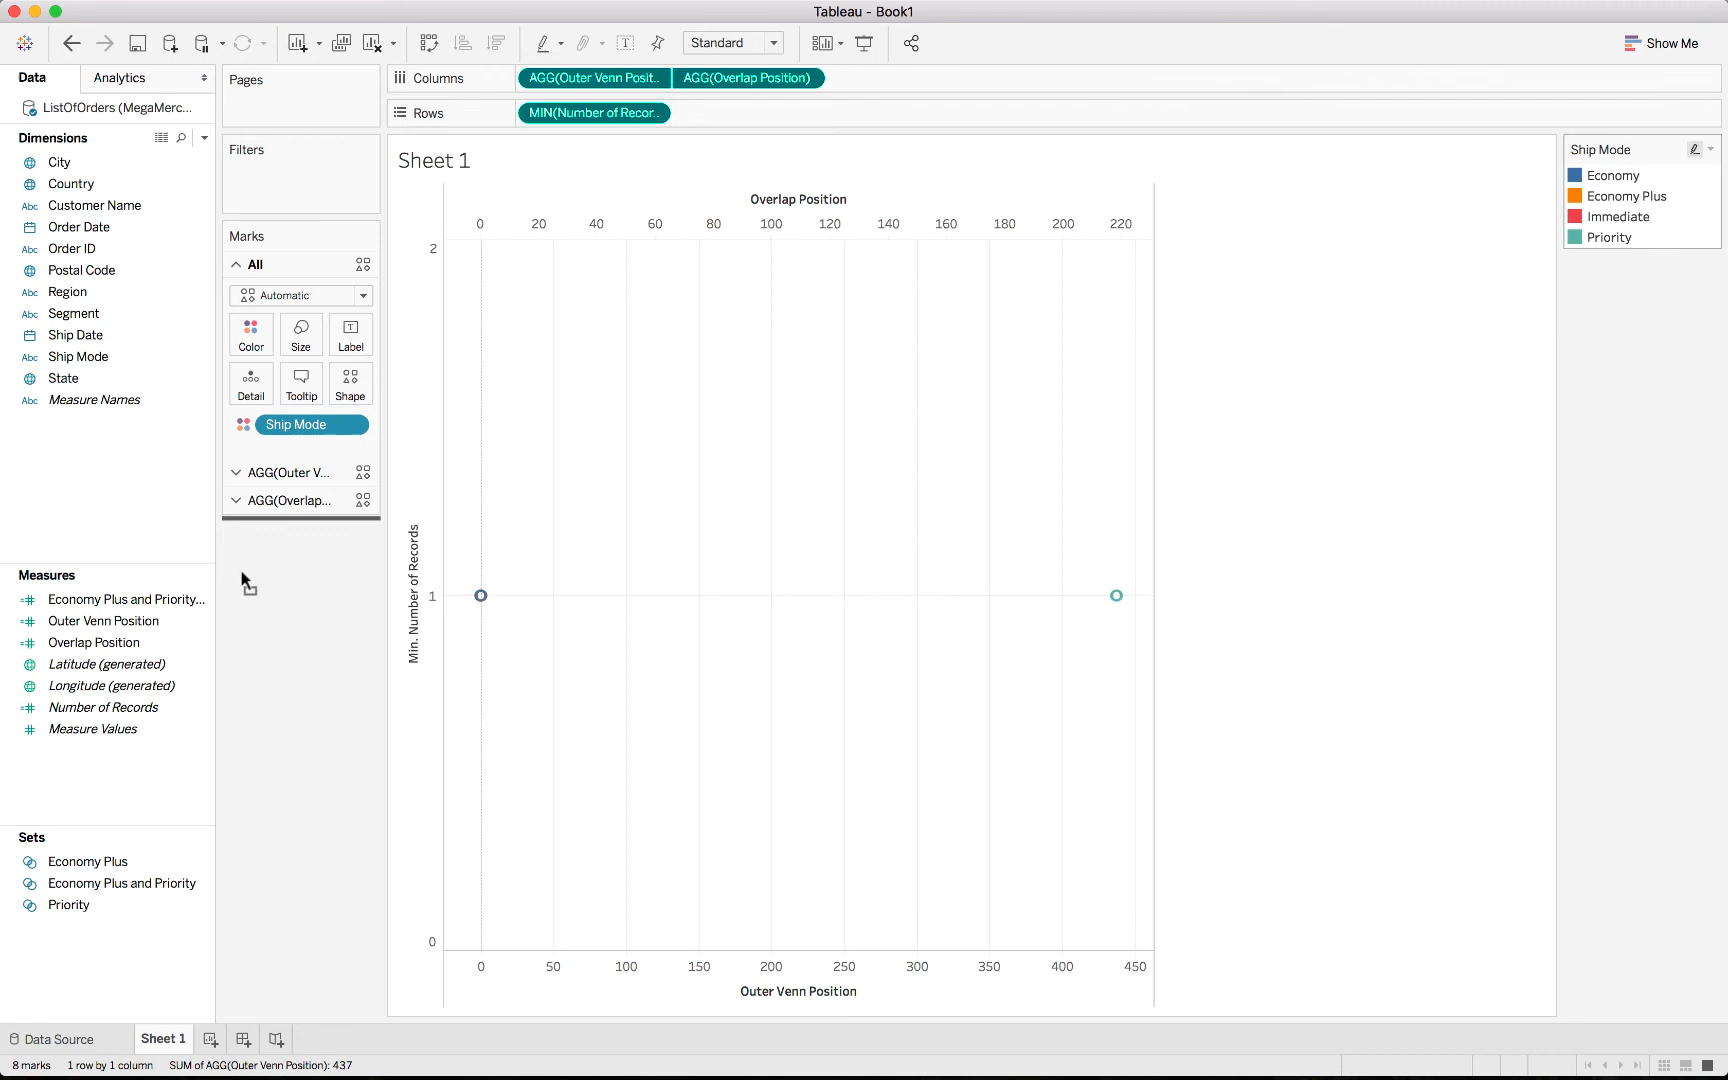 Tableau - Book1
Standard
Show Me
Data
Analytics
ListOfOrders (MegaMerc...
Dimensions
City
Country
Abc Customer Name
Order Date
Abc Order ID
Postal Code
Abc Region
Abc Segment
Ship Date
Abc Ship Mode
State
Abc Measure Names
Measures
Economy Plus and Priority...
Outer Venn Position
Overlap Position
Latitude (generated)
Longitude (generated)
Number of Records
Measure Values
Sets
Economy Plus
Economy Plus and Priority
Priority
Pages
Filters
Marks
All
Automatic
Color Size Label
Detail Tooltip Shape
Ship Mode
AGG(Outer V...
AGG(Overlap...
Columns AGG(Outer Venn Posit.. AGG(Overlap Position)
Rows MIN(Number of Recor..
Sheet 1
Overlap Position
0 20 40 60 80 100 120 140 160 180 200 220
2
1
0
Min. Number of Records
0 50 100 150 200 250 300 350 400 450
Outer Venn Position
Ship Mode
Economy
Economy Plus
Immediate
Priority
Data Source Sheet 1
8 marks 1 row by 1 column SUM of AGG(Outer Venn Position): 437